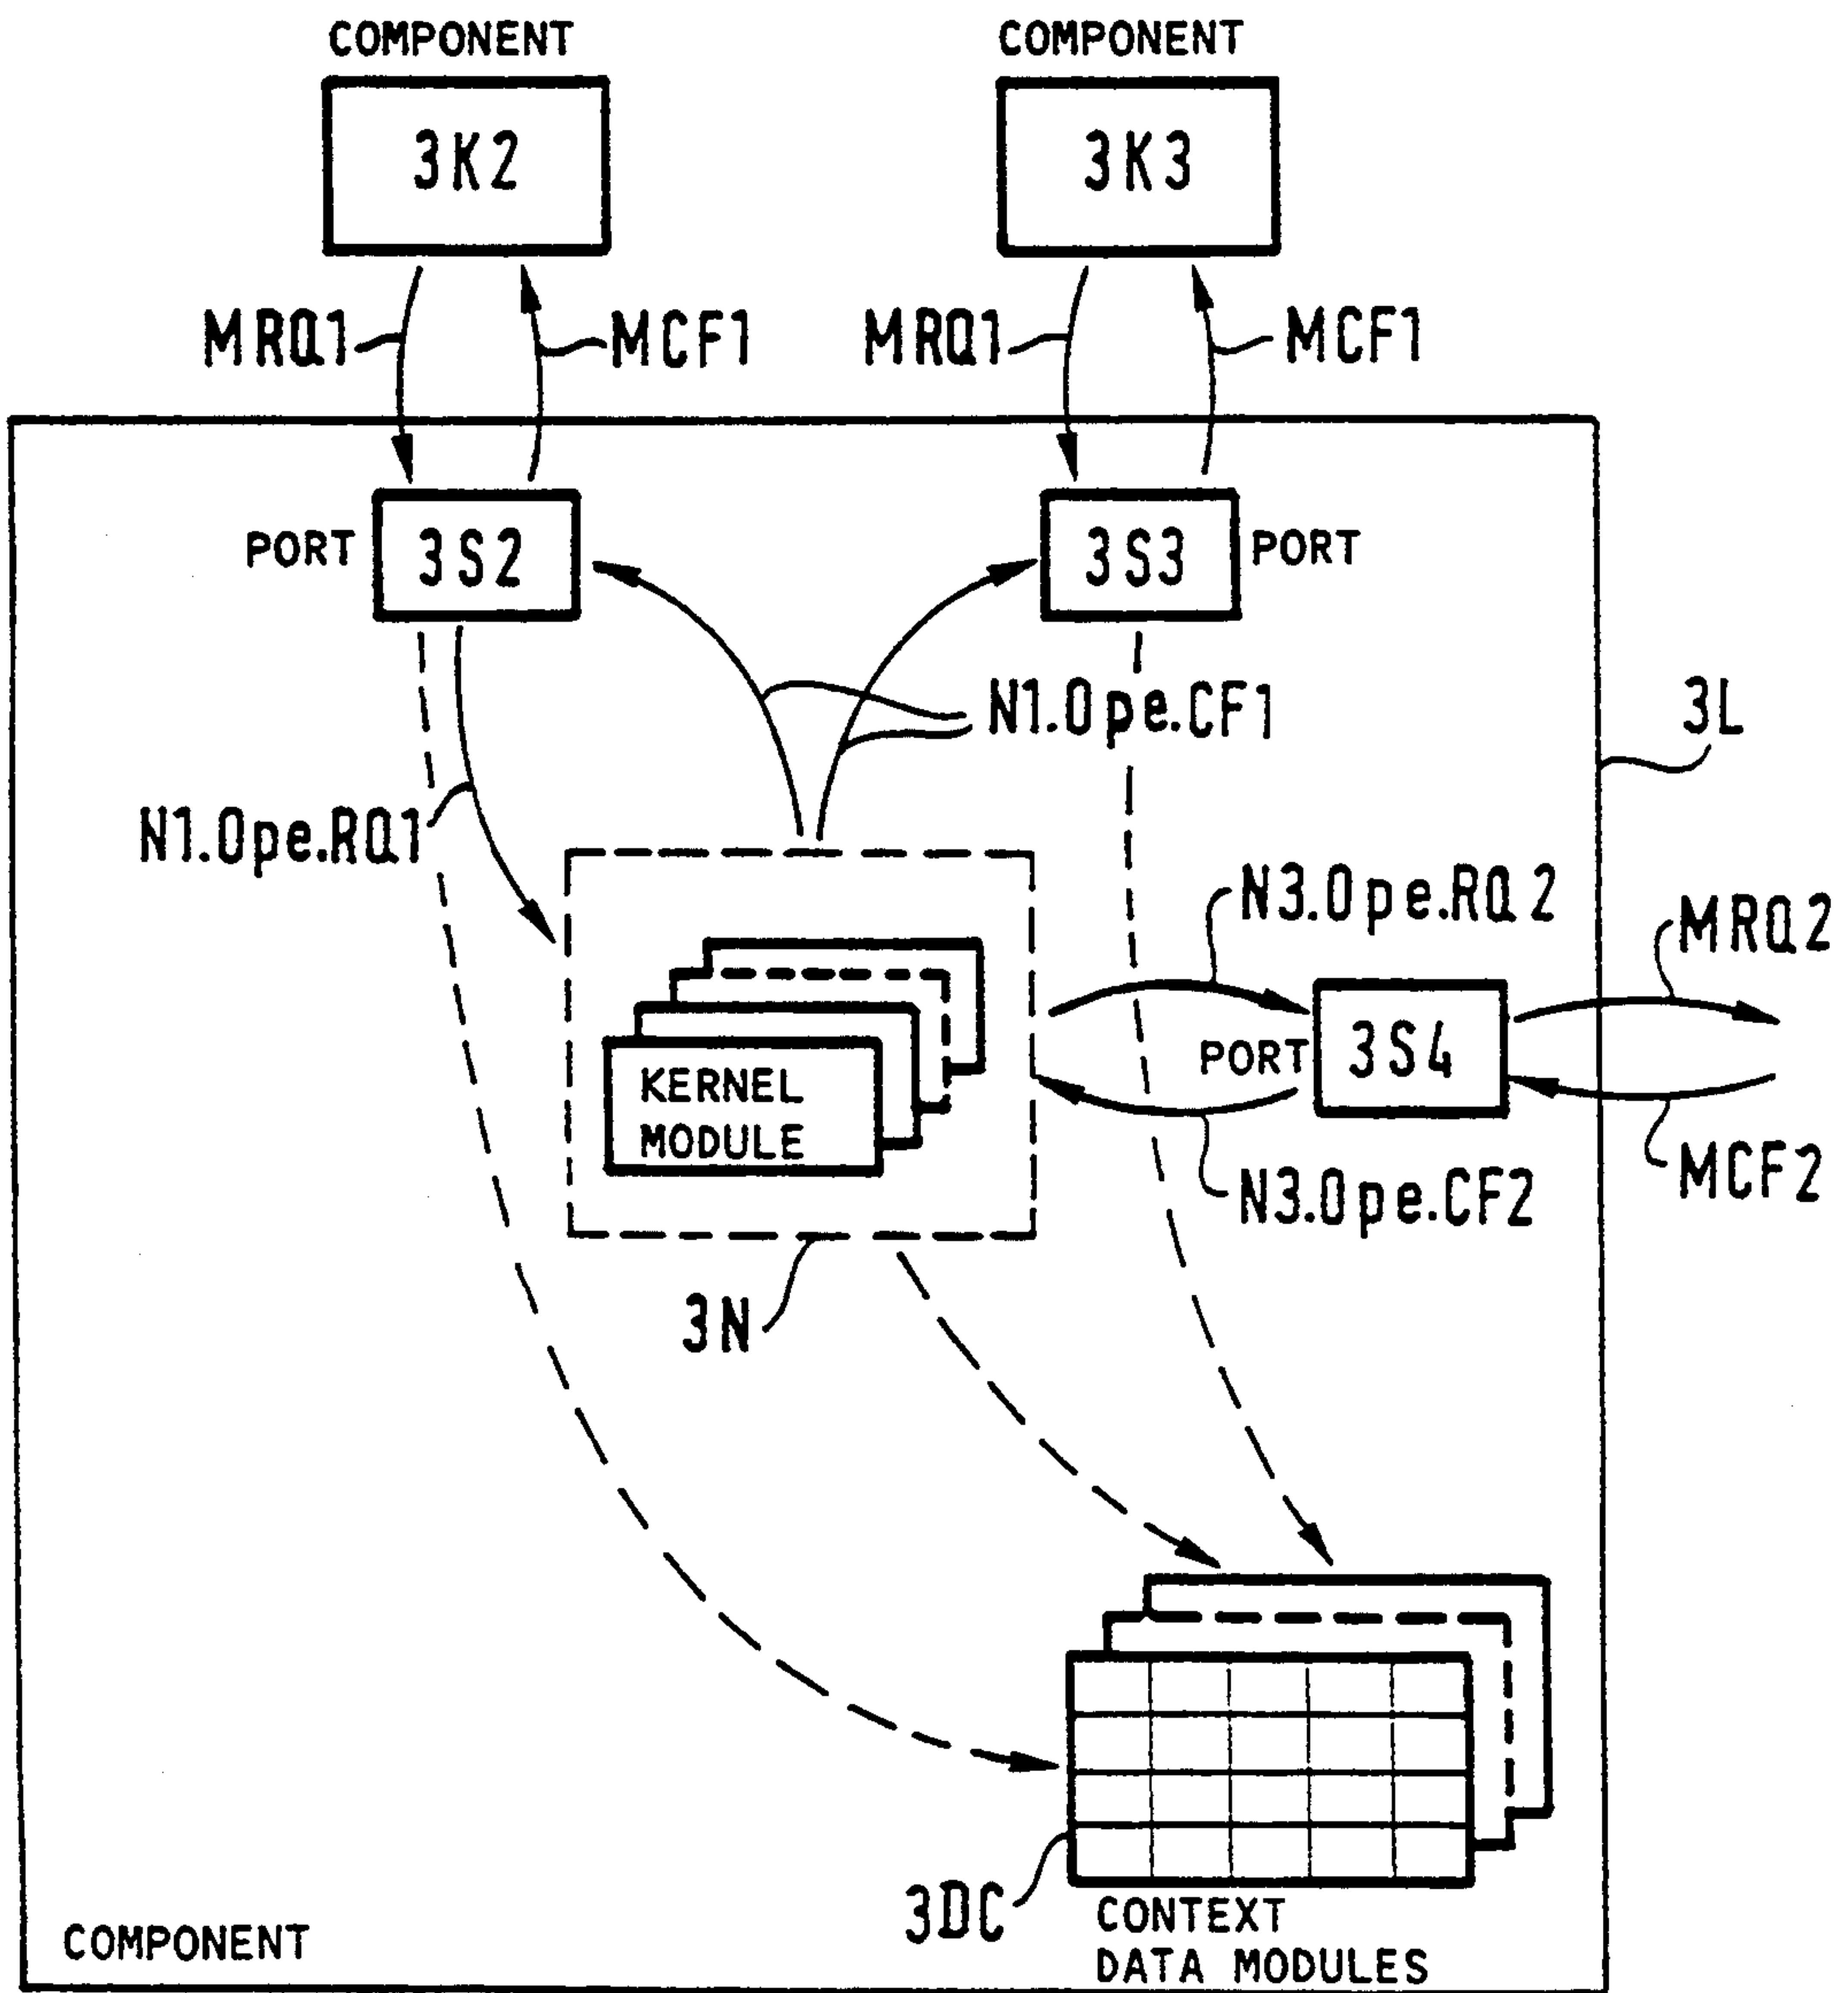 COMPONENT COMPONENT
3K2 3K3
MRQ1 MCF1 MRQ1 MCF1
PORT 3S2 3S3 PORT
N1.Ope.CF1
3L
N1.Ope.RQ1
N3.Ope.RQ2
MRQ2
PORT 3S4
KERNEL
MODULE
MCF2
N3.Ope.CF2
3N
3DC
CONTEXT
DATA MODULES
COMPONENT